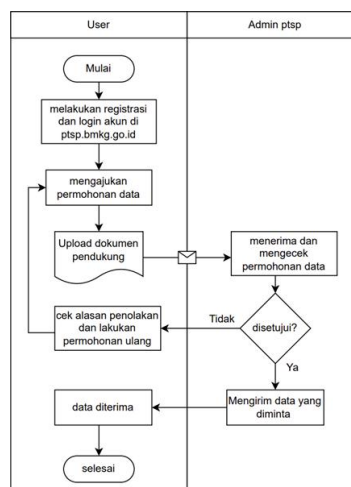 User
Admin ptsp
Mulai
melakukan registrasi
dan login akun di
ptsp.bmkg.go.id
mengajukan
permohonan data
Upload dokumen
pendukung
menerima dan
mengecek
permohonan data
cek alasan penolakan
dan lakukan
permohonan ulang
Tidak
disetujui?
Ya
data diterima
Mengirim data yang
diminta
selesai